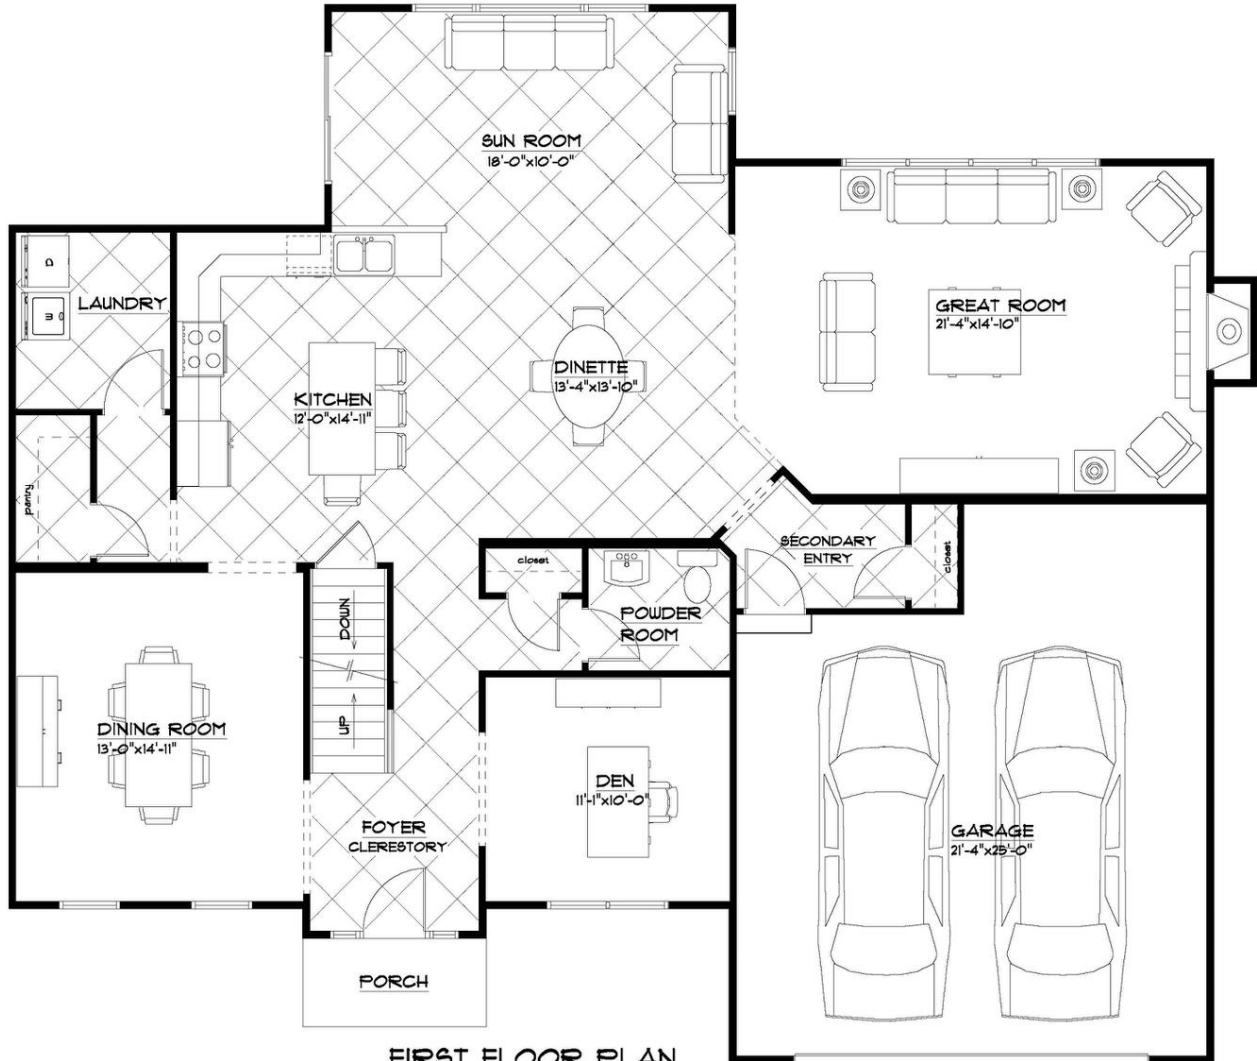 SUN ROOM
18'-0"x10'-0"
D
W
LAUNDRY
GREAT ROOM
21'-4"x14'-10"
DINETTE
13'-4"x13'-10"
KITCHEN
12'-0"x14'-11"
pantry
SECONDARY
ENTRY
closet
closet
POWDER
ROOM
DOWN
UP
DINING ROOM
13'-0"x14'-11"
DEN
11'-1"x10'-0"
FOYER
CLERESTORY
GARAGE
21'-4"x25'-0"
PORCH
FIRST FLOOR PLAN